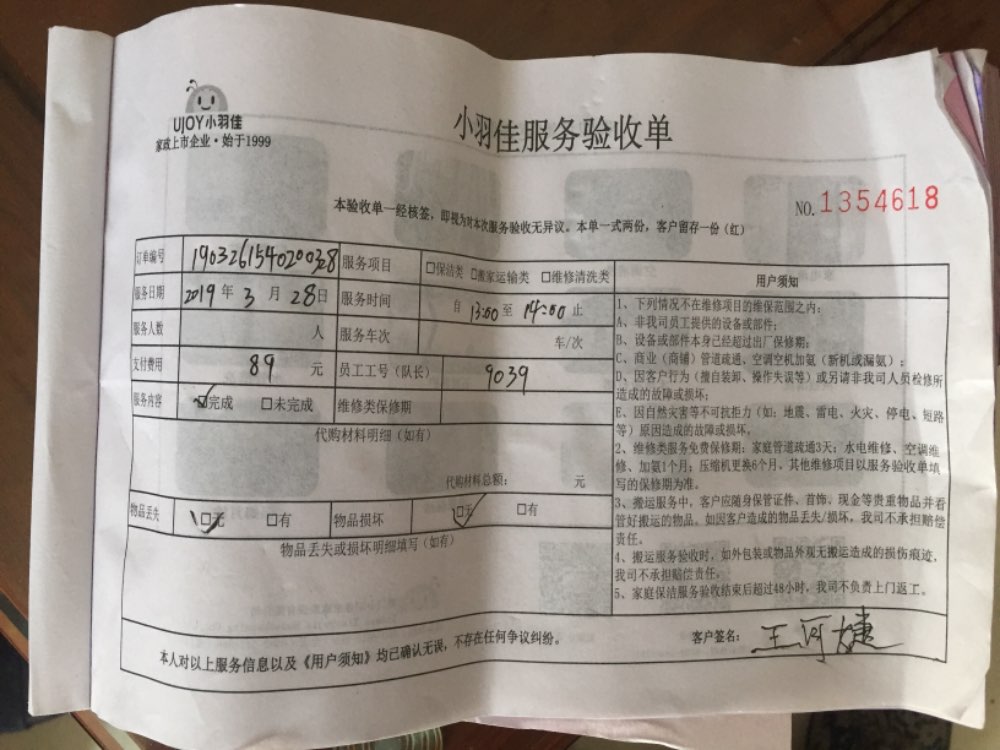 UJOY小羽佳
家政上市企业·始于1999
小羽佳服务验收单
NO.1354618
本验收单一经核签，即视为对本次服务验收无异议。本单一式两份，客户留存一份（红）
订单编号 19032615402003328 服务项目 □保洁类 □搬家运输类 □维修清洗类
服务日期 2019年3月28日 服务时间 自 13:00 至 14:00 止
服务人数 人 服务车次 车/次
支付费用 89 元 员工工号（队长） 9039
服务内容 ☑完成 □未完成 维修类保修期
代购材料明细（如有）
代购材料总额： 元
物品丢失 ☑无 □有 物品损坏 ☑无 □有
物品丢失或损坏明细填写（如有）
用户须知
1、下列情况不在维修项目的维保范围之内：
A、非我司员工提供的设备或部件；
B、设备或部件本身已经超过出厂保修期；
C、商业（商铺）管道疏通、空调空机加氨（新机或漏氨）；
D、因客户行为（擅自装卸、操作失误等）或另请非我司人员检修所
造成的故障或损坏；
E、因自然灾害等不可抗拒力（如：地震、雷电、火灾、停电、短路
等）原因造成的故障或损坏。
2、维修类服务免费保修期：家庭管道疏通3天；水电维修、空调维
修、加氨1个月；压缩机更换6个月，其他维修项目以服务验收单填
写的保修期为准。
3、搬运服务中，客户应随身保管证件、首饰、现金等贵重物品并看
管好搬运的物品。如因客户造成的物品丢失/损坏，我司不承担赔偿
责任。
4、搬运服务验收时，如外包装或物品外观无搬运造成的损伤痕迹，
我司不承担赔偿责任。
5、家庭保洁服务验收结束后超过48小时，我司不负责上门返工。
本人对以上服务信息以及《用户须知》均已确认无误，不存在任何争议纠纷。
客户签名：